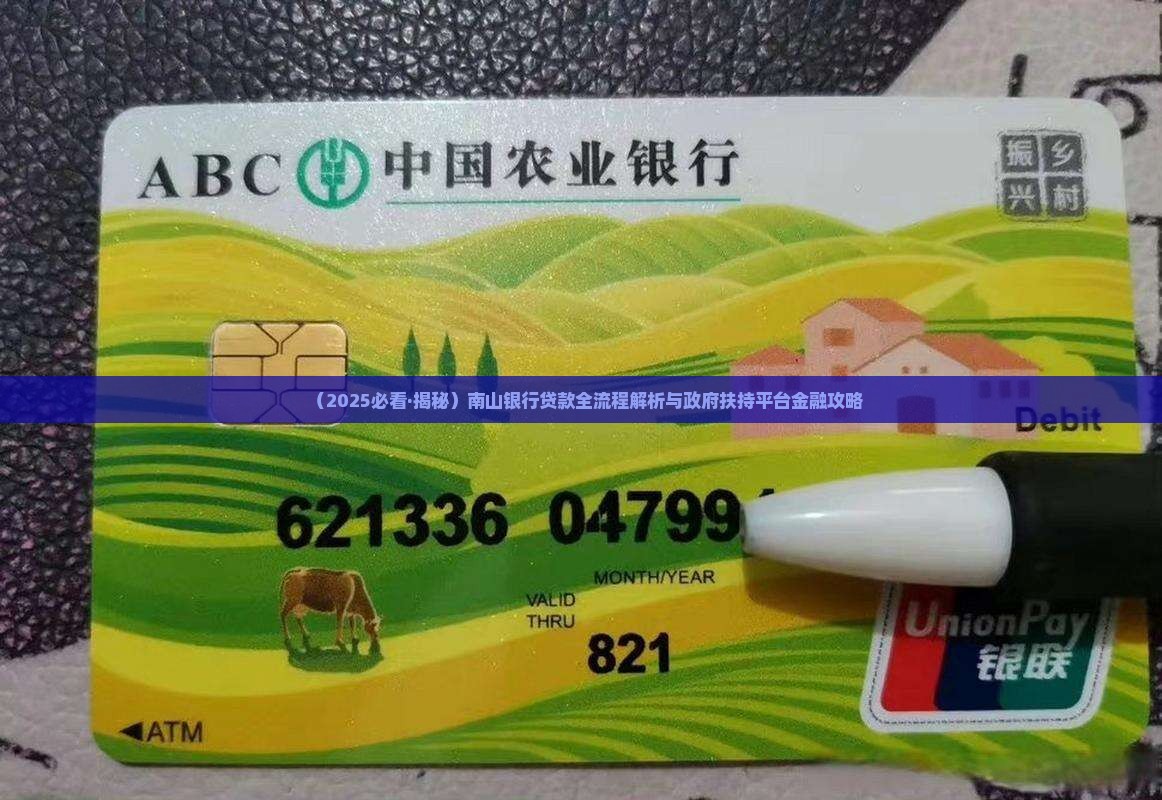 ABC 中国农业银行
振 乡
兴 村
（2025必看·揭秘）南山银行贷款全流程解析与政府扶持平台金融攻略
Debit
621336 04799
MONTH/YEAR
VALID
THRU
821
UnionPay
银联
ATM